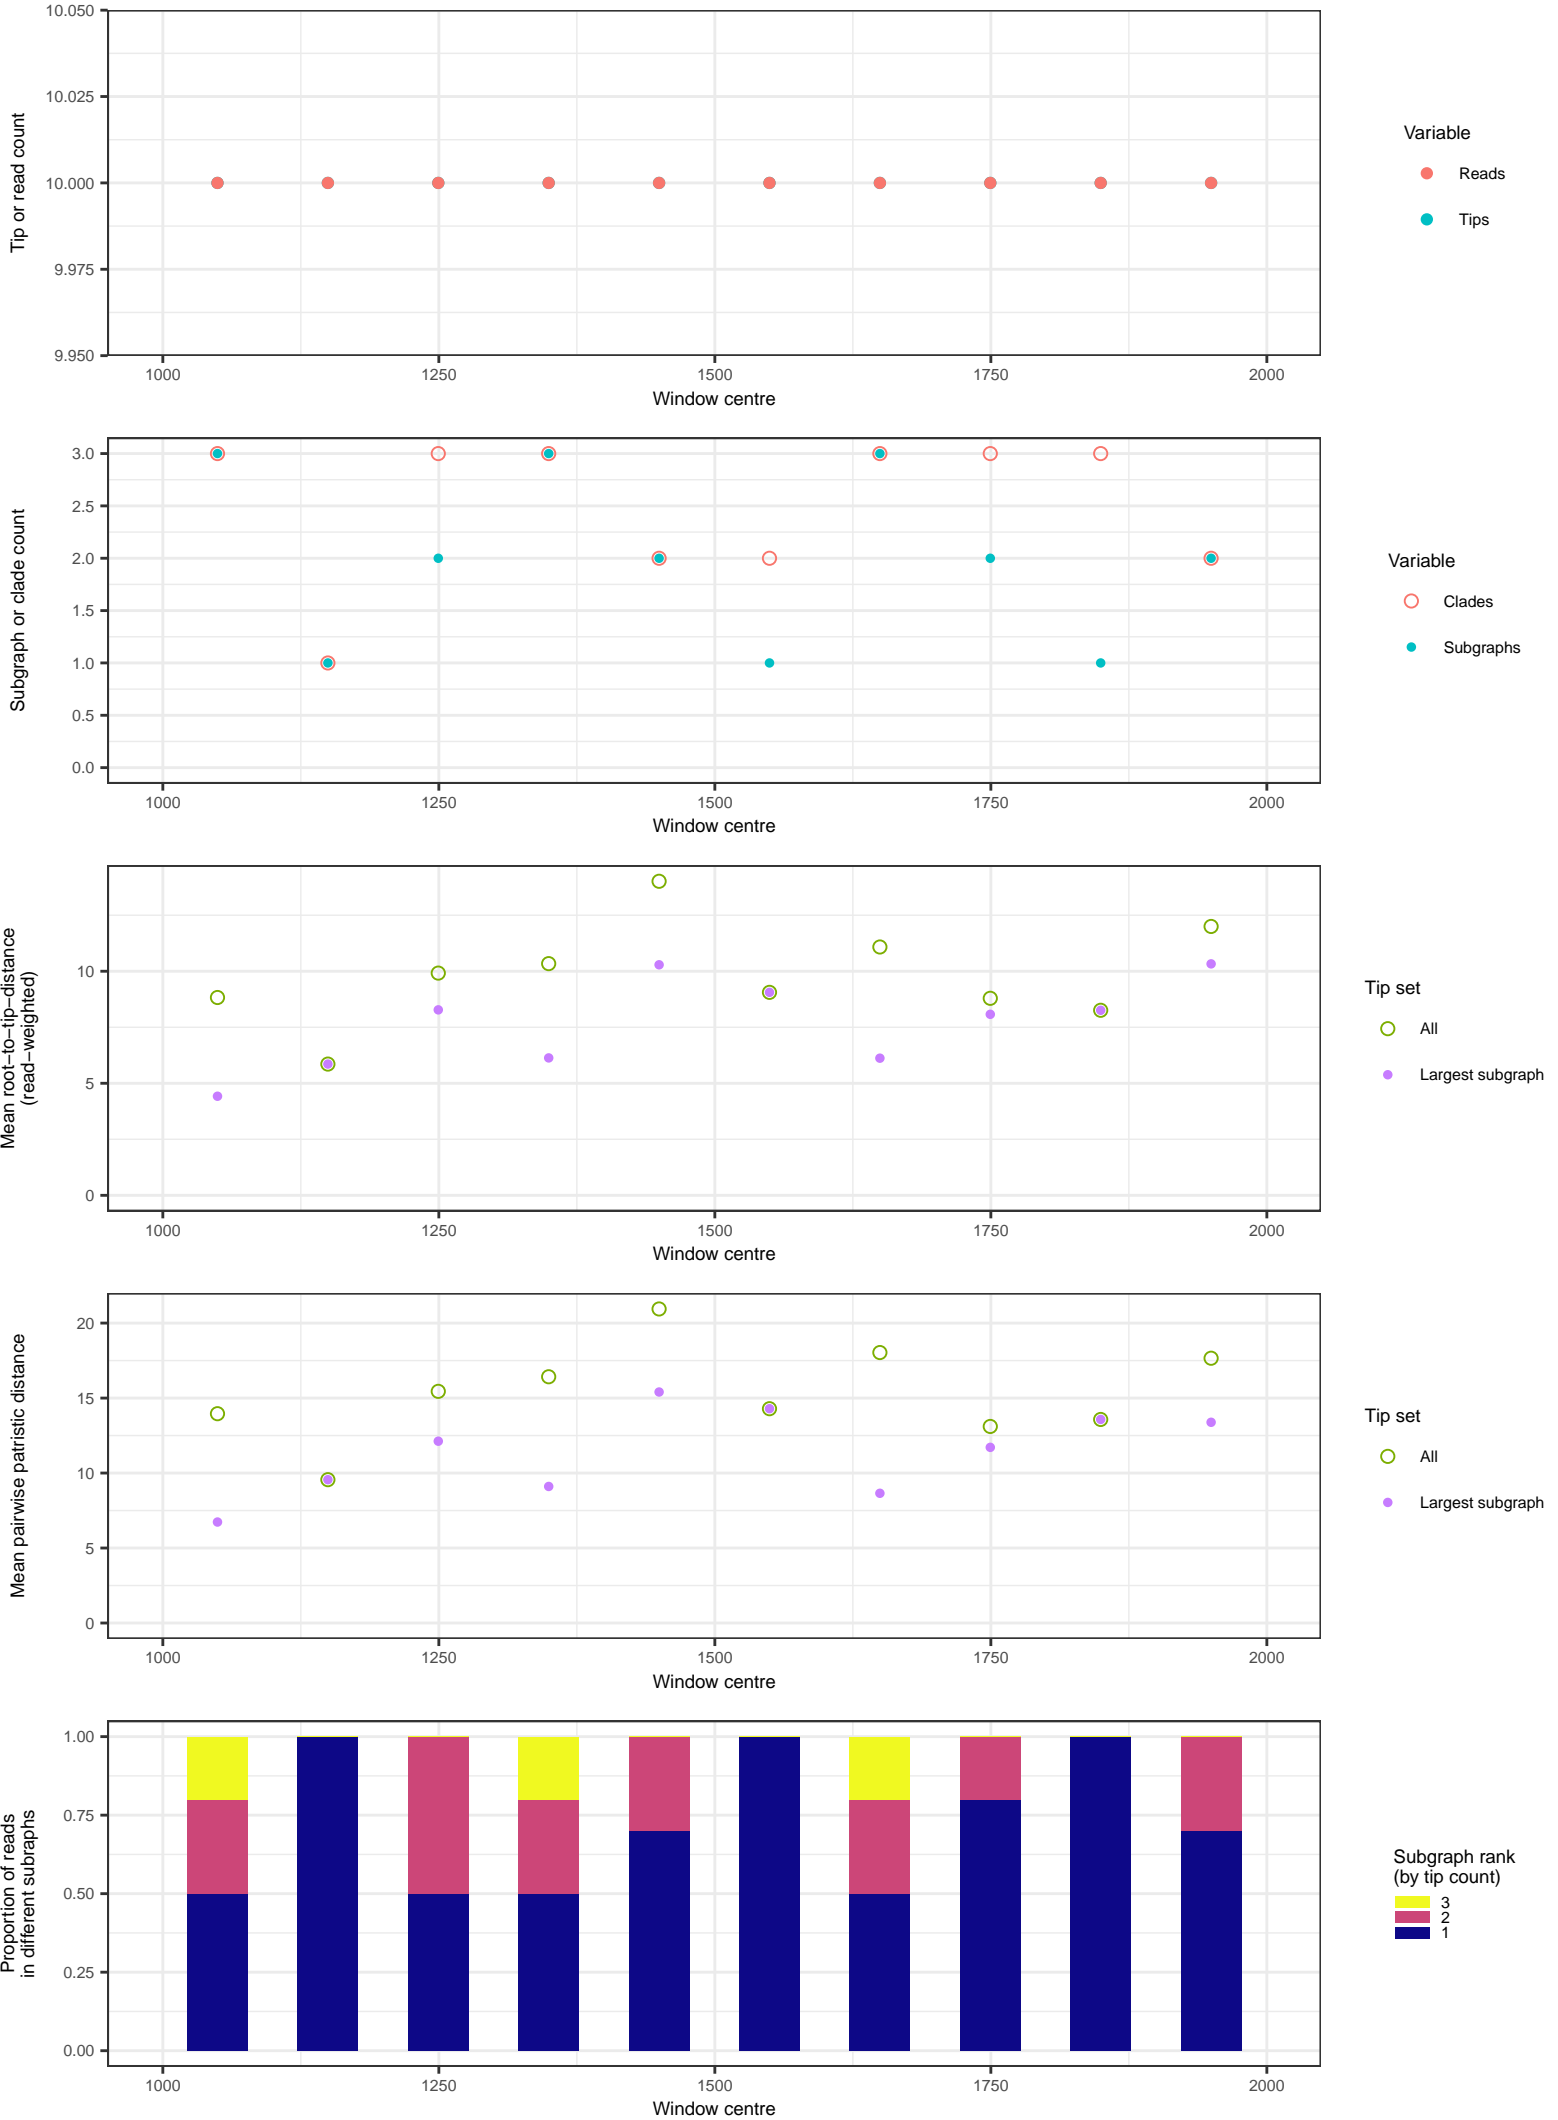 10.050
10.025
10.000
9.975
9.950
Tip or read count
1000 1250 1500 1750 2000
Window centre
Variable
Reads
Tips
3.0
2.5
2.0
1.5
1.0
0.5
0.0
Subgraph or clade count
1000 1250 1500 1750 2000
Window centre
Variable
Clades
Subgraphs
10
5
0
Mean root−to−tip−distance
(read−weighted)
1000 1250 1500 1750 2000
Window centre
Tip set
All
Largest subgraph
20
15
10
5
0
Mean pairwise patristic distance
1000 1250 1500 1750 2000
Window centre
Tip set
All
Largest subgraph
1.00
0.75
0.50
0.25
0.00
Proportion of reads
in different subraphs
1000 1250 1500 1750 2000
Window centre
Subgraph rank
(by tip count)
3
2
1